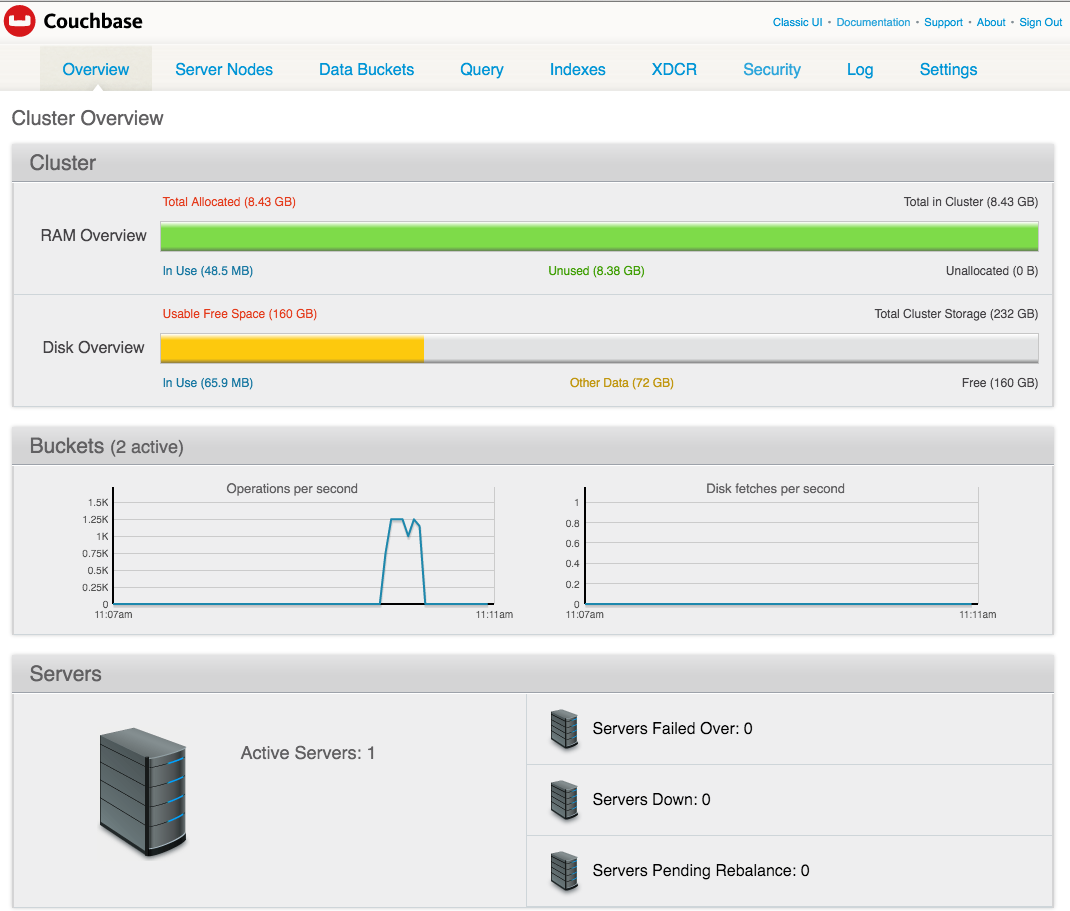 Couchbase
Classic UI • Documentation • Support • About • Sign Out
Overview Server Nodes Data Buckets Query Indexes XDCR Security Log Settings
Cluster Overview
Cluster
Total Allocated (8.43 GB) Total in Cluster (8.43 GB)
RAM Overview
In Use (48.5 MB) Unused (8.38 GB) Unallocated (0 B)
Usable Free Space (160 GB) Total Cluster Storage (232 GB)
Disk Overview
In Use (65.9 MB) Other Data (72 GB) Free (160 GB)
Buckets (2 active)
Operations per second
1.5K
1.25K
1K
0.75K
0.5K
0.25K
0
11:07am 11:11am
Disk fetches per second
1
0.8
0.6
0.4
0.2
0
11:07am 11:11am
Servers
Active Servers: 1
Servers Failed Over: 0
Servers Down: 0
Servers Pending Rebalance: 0